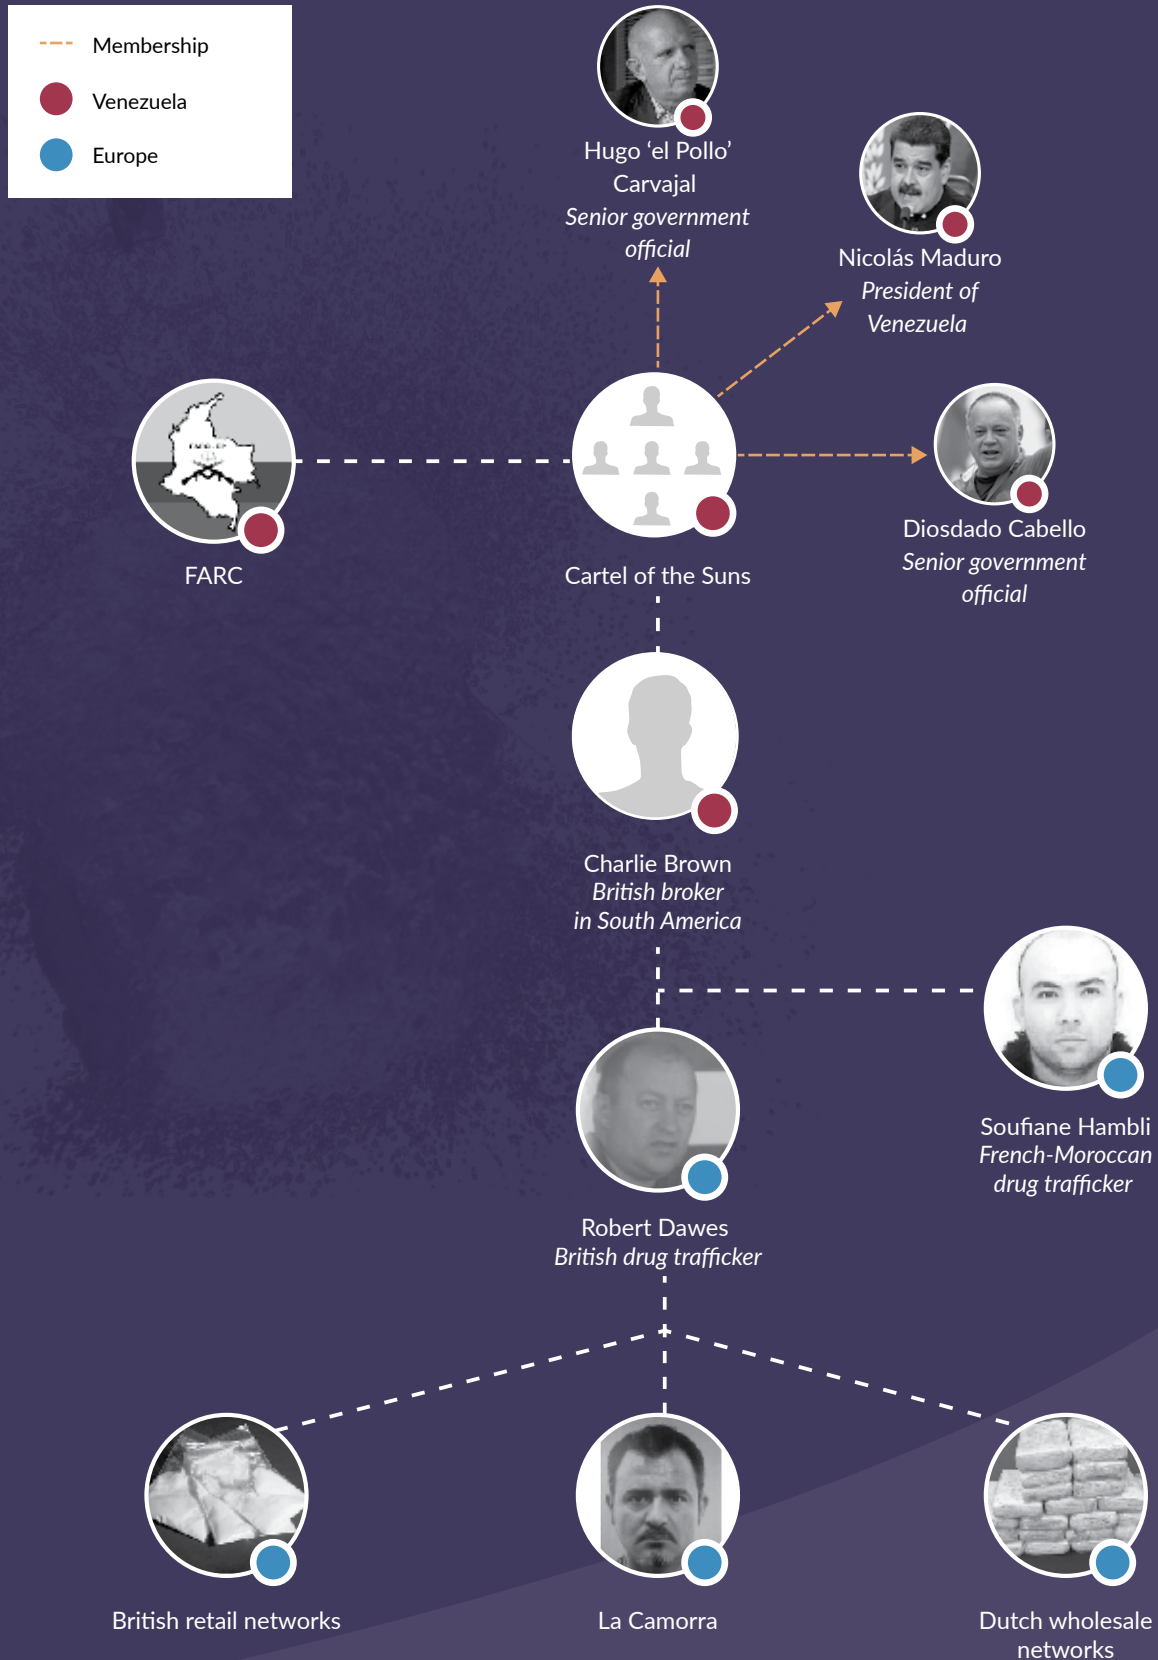 Membership
Venezuela
Europe
Hugo ‘el Pollo’
Carvajal
Senior government
official
Nicolás Maduro
President of
Venezuela
Diosdado Cabello
Senior government
official
FARC
Cartel of the Suns
Charlie Brown
British broker
in South America
Soufiane Hambli
French-Moroccan
drug trafficker
Robert Dawes
British drug trafficker
British retail networks
La Camorra
Dutch wholesale
networks